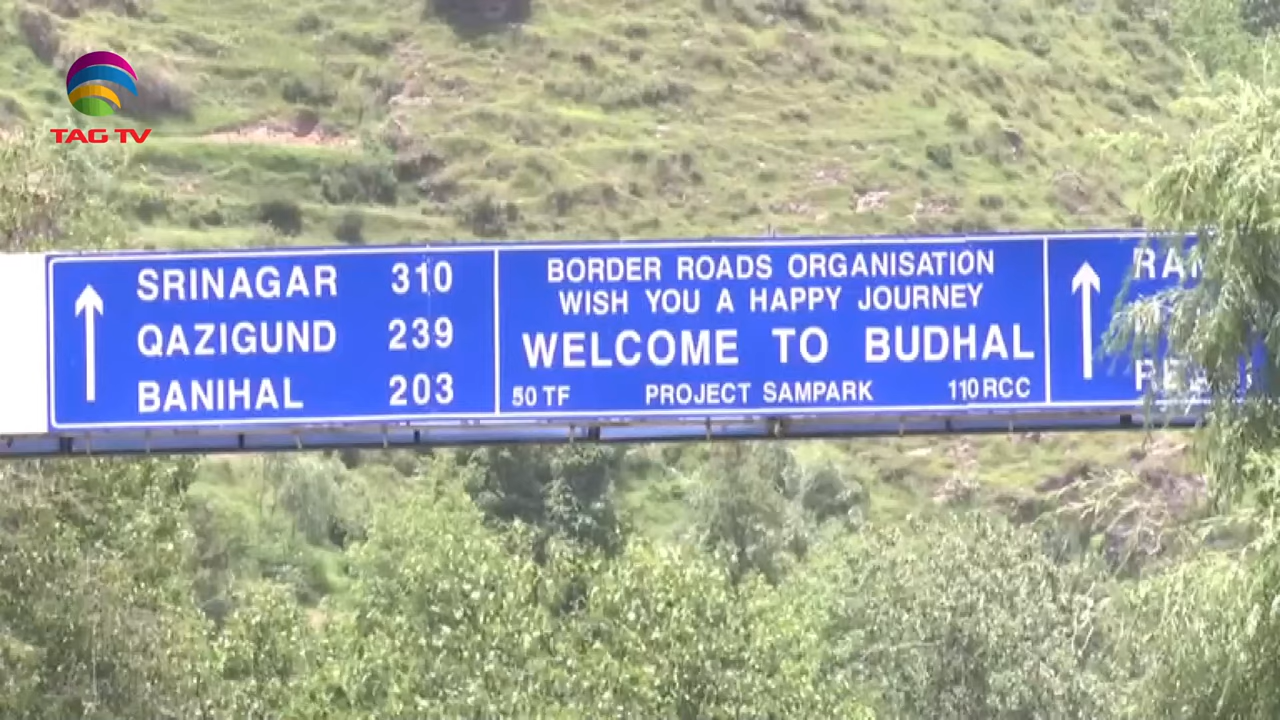 TAG TV
SRINAGAR 310
QAZIGUND 239
BANIHAL 203
BORDER ROADS ORGANISATION
WISH YOU A HAPPY JOURNEY
WELCOME TO BUDHAL
50 TF PROJECT SAMPARK 110 RCC